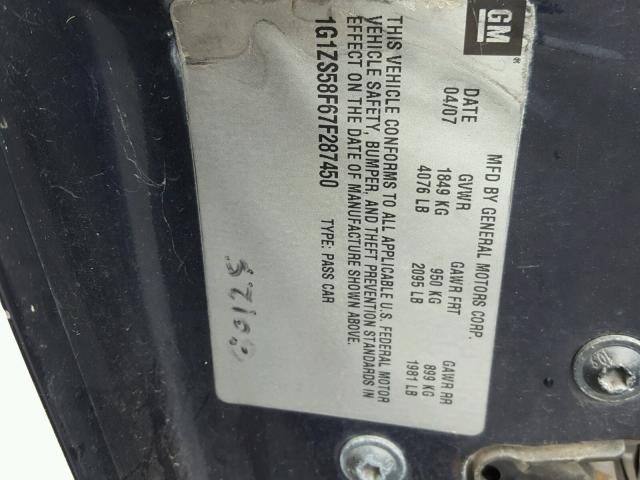 GM®
MFD BY GENERAL MOTORS CORP.
DATE GVWR GAWR FRT GAWR RR
04/07 1849 KG 950 KG 899 KG
4076 LB 2095 LB 1981 LB
THIS VEHICLE CONFORMS TO ALL APPLICABLE U.S. FEDERAL MOTOR
VEHICLE SAFETY, BUMPER, AND THEFT PREVENTION STANDARDS IN
EFFECT ON THE DATE OF MANUFACTURE SHOWN ABOVE.
1G1ZS58F67F287450 TYPE: PASS CAR